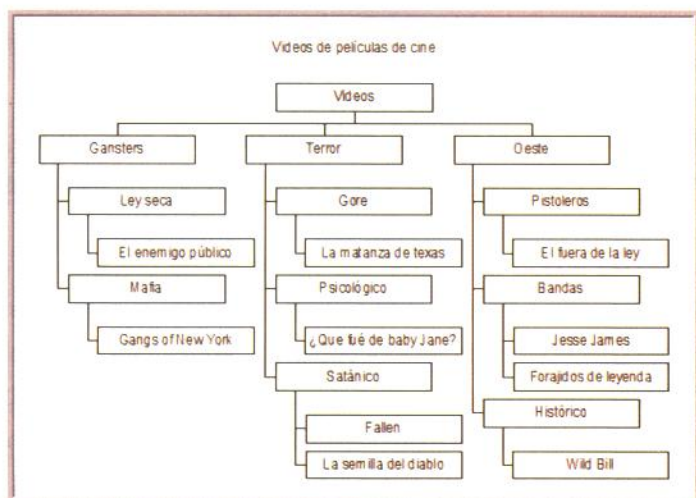 Videos de películas de cine
Videos
Gansters
Terror
Oeste
Ley seca
El enemigo público
Mafia
Gangs of New York
Gore
La matanza de texas
Psicológico
¿Que fué de baby Jane?
Satánico
Fallen
La semilla del diablo
Pistoleros
El fuera de la ley
Bandas
Jesse James
Forajidos de leyenda
Histórico
Wild Bill